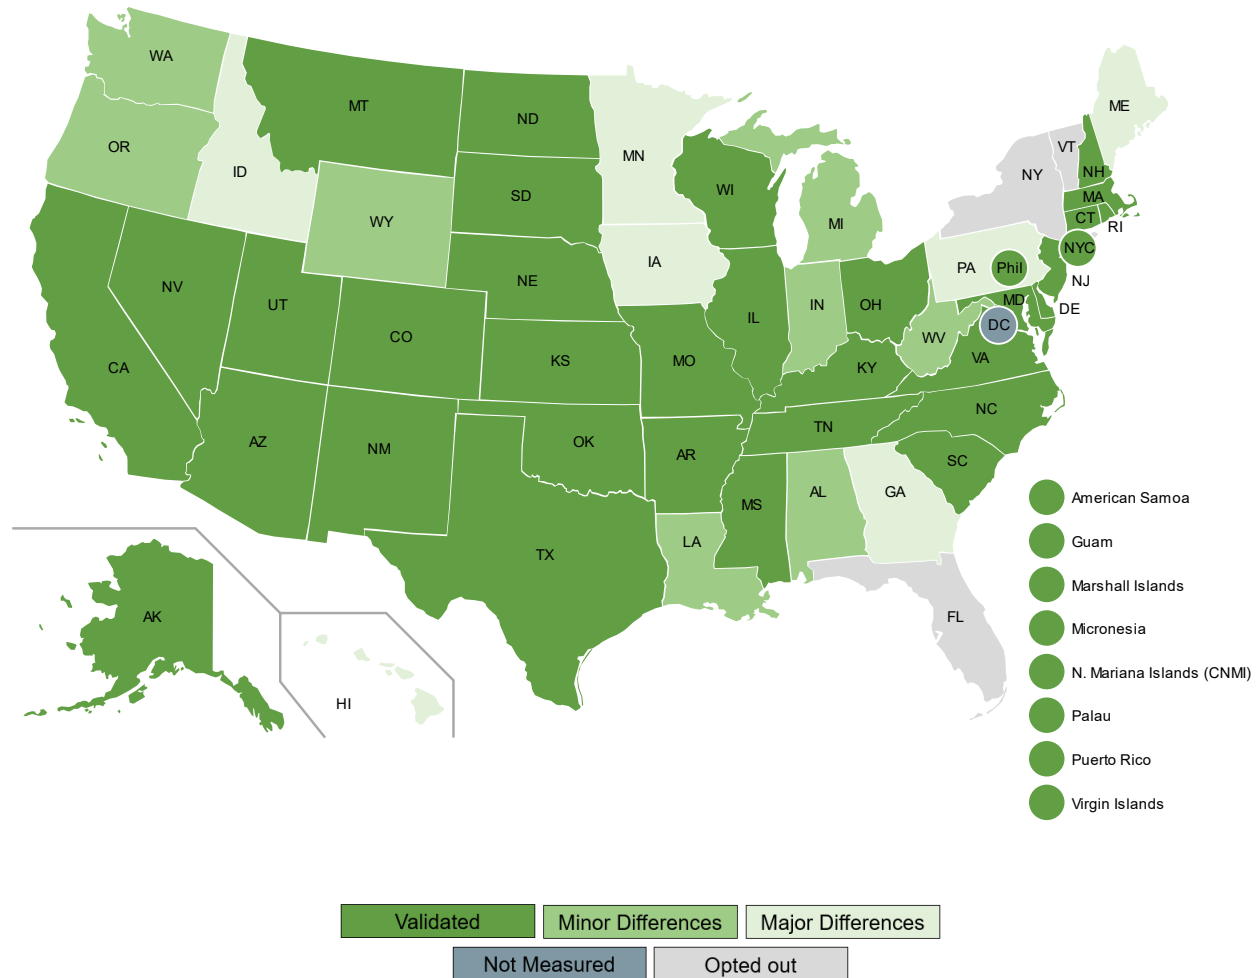 WA
MT
ND
ME
OR
ID
MN
VT
NY
NH
SD
WI
MA
WY
MI
CT
RI
NYC
IA
PA
Phil
NV
UT
NE
NJ
IN
OH
MD
DE
CO
IL
DC
WV
CA
KS
MO
KY
VA
NC
TN
AZ
NM
OK
AR
SC
MS
AL
GA
American Samoa
LA
Guam
TX
Marshall Islands
AK
FL
Micronesia
N. Mariana Islands (CNMI)
HI
Palau
Puerto Rico
Virgin Islands
Validated
Minor Differences
Major Differences
Not Measured
Opted out